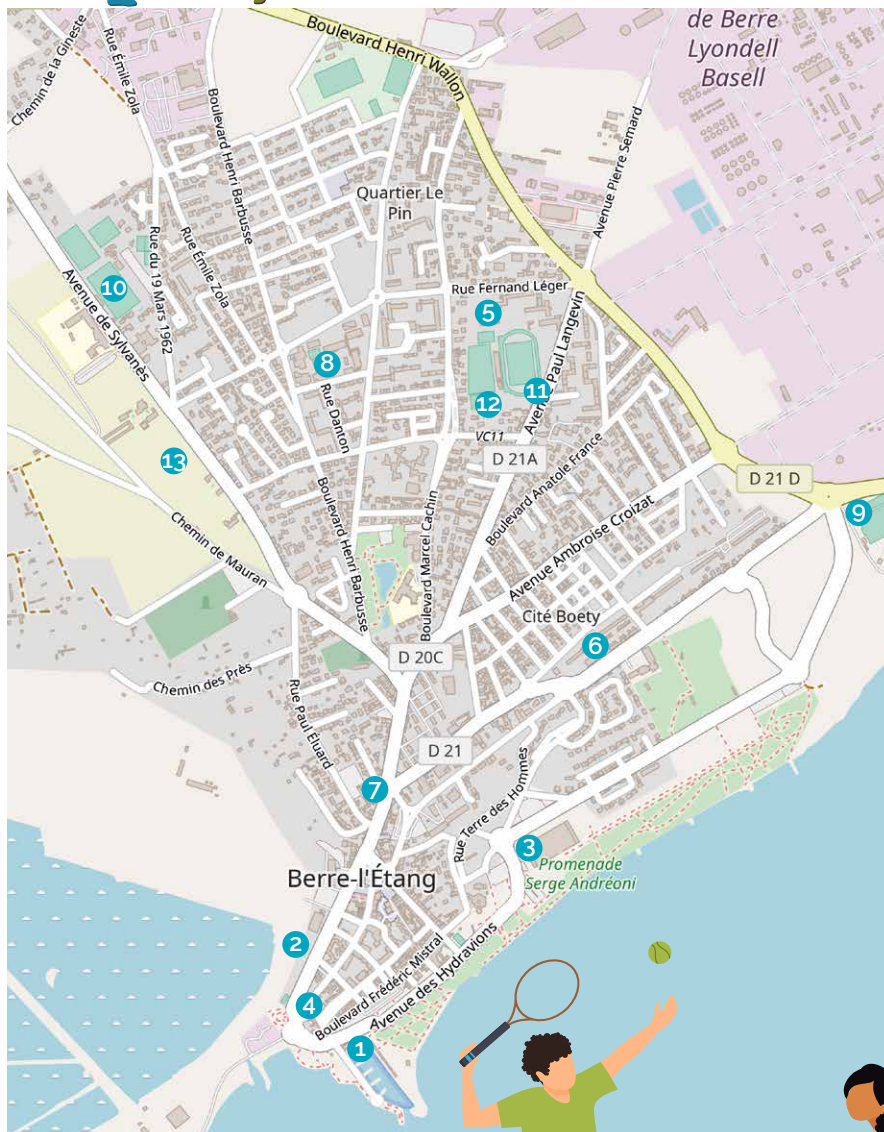 de Berre
Lyondell
Basell
Boulevard Henri Wallon
Chemin de la Gineste
Rue Émile Zola
Boulevard Henri Barbusse
Avenue Pierre Semard
Quartier Le
Pin
Rue du 19 Mars 1962
Rue Émile Zola
Avenue de Sylvanès
10
Rue Fernand Léger
5
8
Avenue Paul Langevin
11
12
Rue Danton
VC11
D 21A
13
Boulevard Anatole France
D 21 D
9
Chemin de Mauran
Boulevard Henri Barbusse
Boulevard Marcel Cachin
Avenue Ambroise Croizat
Cité Boety
6
D 20C
Chemin des Près
Rue Paul Éluard
D 21
7
Rue Terre des Hommes
3
Promenade
Serge Andréoni
Berre-l'Étang
2
4
Boulevard Frédéric Mistral
Avenue des Hydravions
1